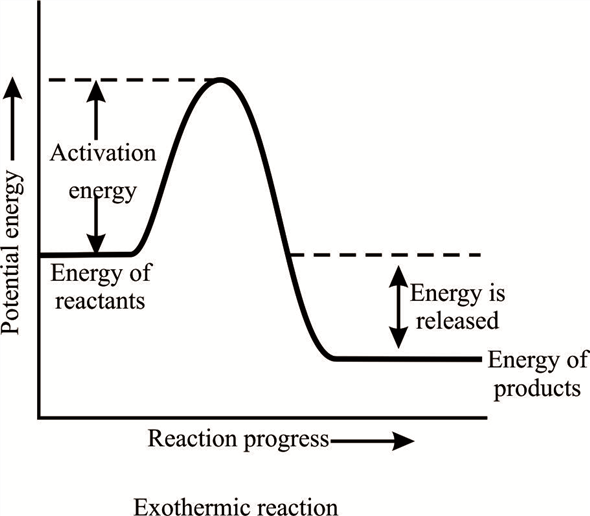 Potential energy
Activation
energy
Energy of
reactants
Energy is
released
Energy of
products
Reaction progress
Exothermic reaction